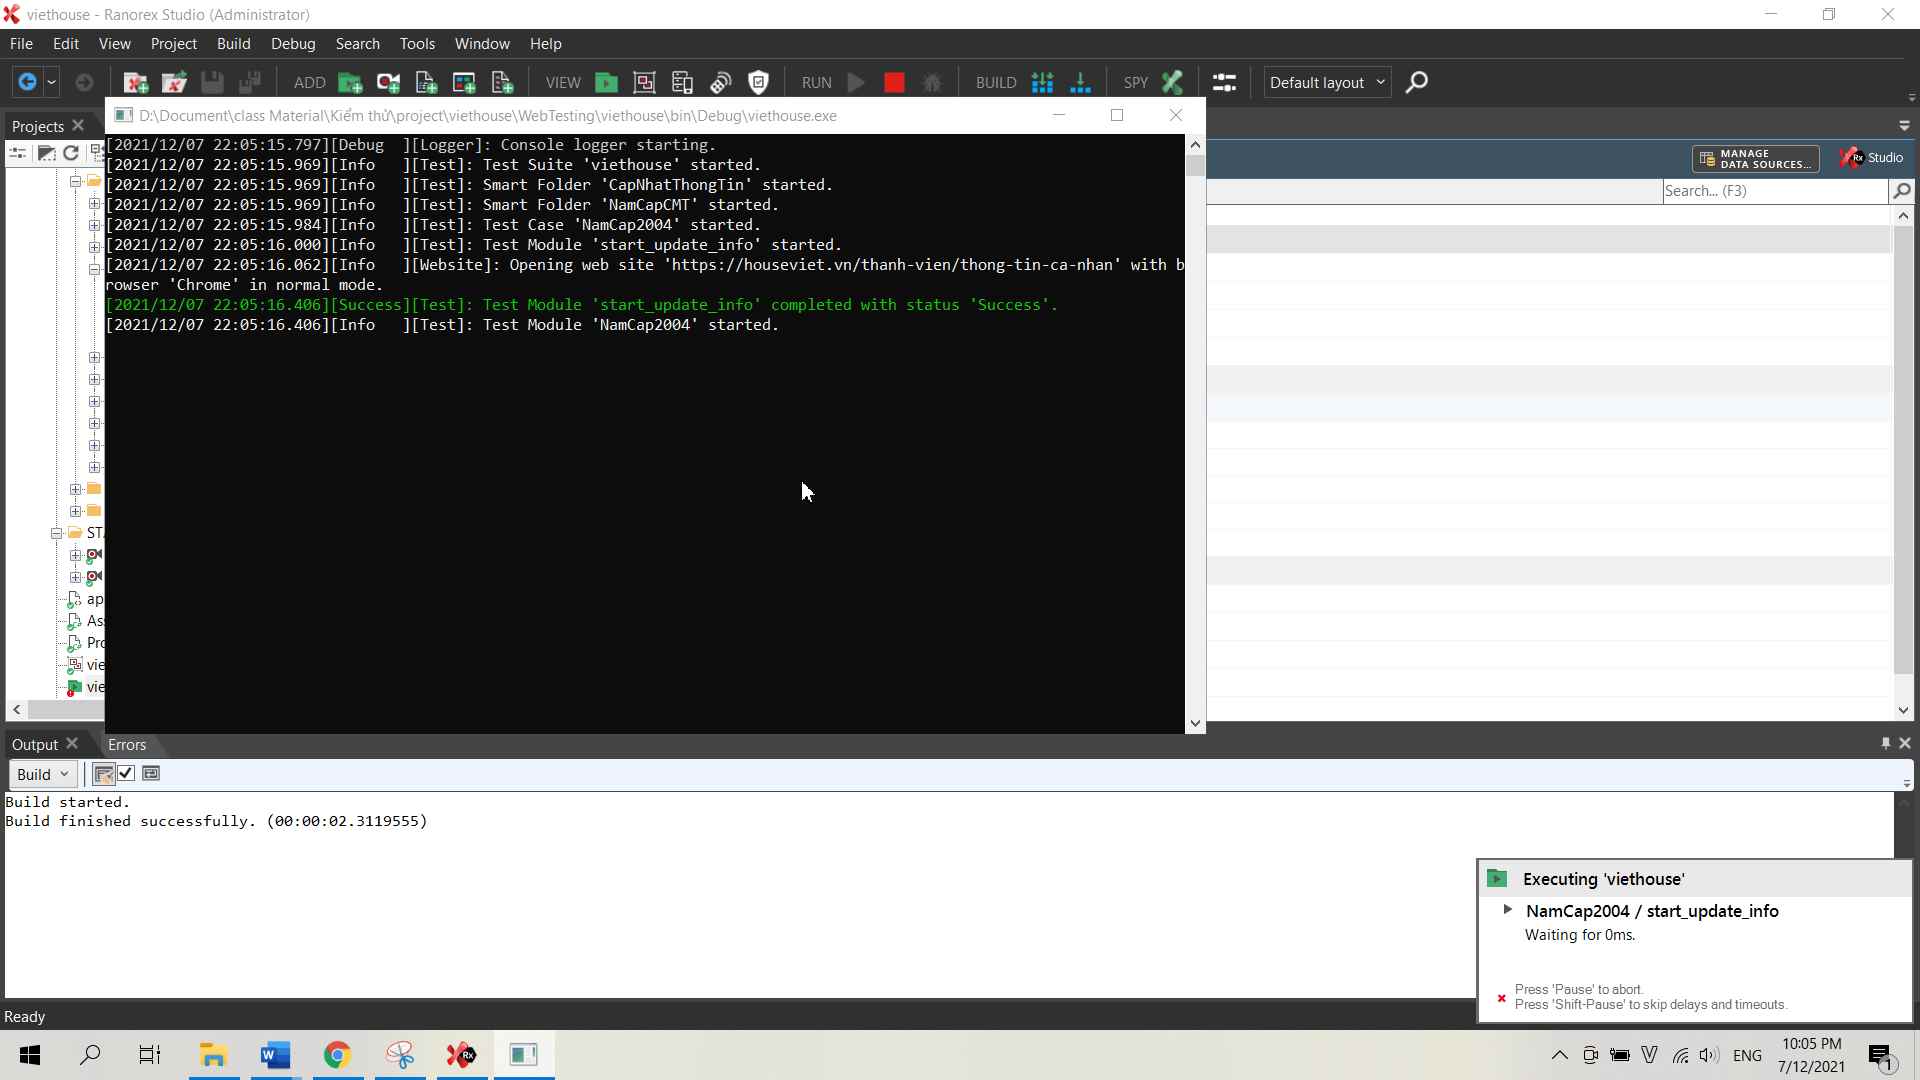 viethouse - Ranorex Studio (Administrator)
File Edit View Project Build Debug Search Tools Window Help
ADD VIEW RUN BUILD SPY Default layout
D:\Document\class Material\Kiểm thử\project\viethouse\WebTesting\viethouse\bin\Debug\viethouse.exe
Projects
MANAGE
DATA SOURCES...
Rx Studio
Search... (F3)
[2021/12/07 22:05:15.797][Debug  ][Logger]: Console logger starting.
[2021/12/07 22:05:15.969][Info   ][Test]: Test Suite 'viethouse' started.
[2021/12/07 22:05:15.969][Info   ][Test]: Smart Folder 'CapNhatThongTin' started.
[2021/12/07 22:05:15.969][Info   ][Test]: Smart Folder 'NamCapCMT' started.
[2021/12/07 22:05:15.984][Info   ][Test]: Test Case 'NamCap2004' started.
[2021/12/07 22:05:16.000][Info   ][Test]: Test Module 'start_update_info' started.
[2021/12/07 22:05:16.062][Info   ][Website]: Opening web site 'https://houseviet.vn/thanh-vien/thong-tin-ca-nhan' with b
rowser 'Chrome' in normal mode.
[2021/12/07 22:05:16.406][Success][Test]: Test Module 'start_update_info' completed with status 'Success'.
[2021/12/07 22:05:16.406][Info   ][Test]: Test Module 'NamCap2004' started.
STA
ap
Ass
Pro
vie
vie
Output Errors
Build
Build started.
Build finished successfully. (00:00:02.3119555)
Executing 'viethouse'
NamCap2004 / start_update_info
Waiting for 0ms.
Press 'Pause' to abort.
Press 'Shift-Pause' to skip delays and timeouts.
Ready
ENG
10:05 PM
7/12/2021
1